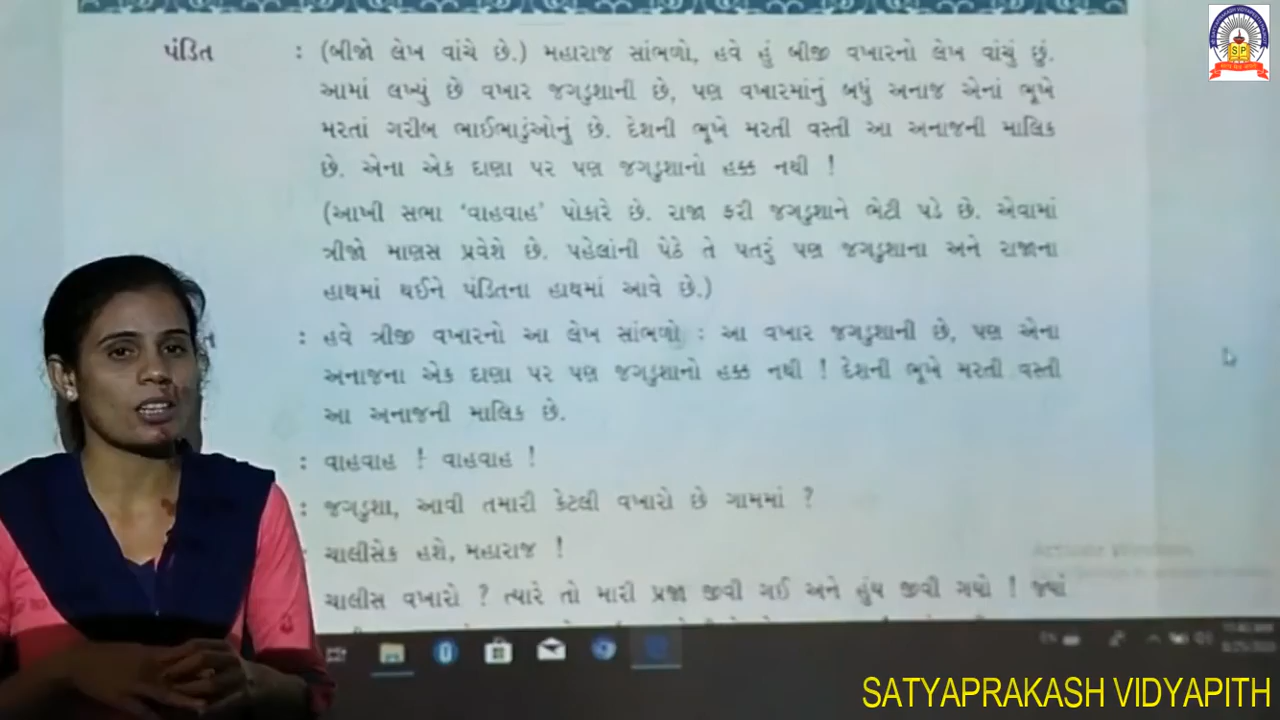 પંડિત : (બીજો લેખ વાંચે છે.) મહારાજ સાંભળો, હવે હું બીજી વખારનો લેખ વાંચું છું.
આમાં લખ્યું છે વખાર જગડુશાની છે, પણ વખારમાંનું બધું અનાજ એનાં ભૂખે
મરતાં ગરીબ ભાઈભાડુંઓનું છે. દેશની ભૂખે મરતી વસ્તી આ અનાજની માલિક
છે. એના એક દાણા પર પણ જગડુશાનો હક્ક નથી !
(આખી સભા ‘વાહવાહ’ પોકારે છે. રાજા ફરી જગડુશાને ભેટી પડે છે. એવામાં
ત્રીજો માણસ પ્રવેશે છે. પહેલાંની પેઠે તે પતરું પણ જગડુશાના અને રાજાના
હાથમાં થઈને પંડિતના હાથમાં આવે છે.)
ત : હવે ત્રીજી વખારનો આ લેખ સાંભળો : આ વખાર જગડુશાની છે, પણ એના
અનાજના એક દાણા પર પણ જગડુશાનો હક્ક નથી ! દેશની ભૂખે મરતી વસ્તી
આ અનાજની માલિક છે.
: વાહવાહ ! વાહવાહ !
: જગડુશા, આવી તમારી કેટલી વખારો છે ગામમાં ?
: ચાલીસેક હશે, મહારાજ !
ચાલીસ વખારો ? ત્યારે તો મારી પ્રજા જીવી ગઈ અને હુંય જીવી ગયો ! જ્યાં
Activate Windows
SATYAPRAKASH VIDYAPITH